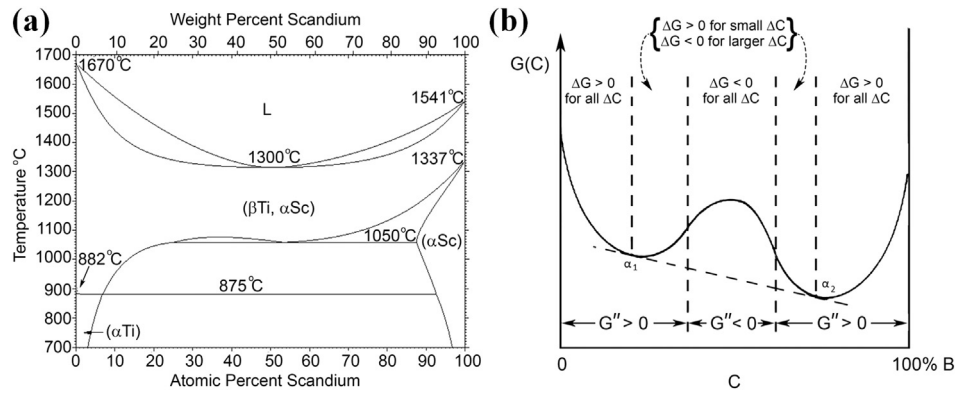 (a)
Weight Percent Scandium
0 10 20 30 40 50 60 70 80 90 100
1700
1600
1500
1400
1300
1200
1100
1000
900
800
700
Temperature °C
1670°C
1541°C
L
1300°C
1337°C
(βTi, αSc)
1050°C
(αSc)
882°C
875°C
(αTi)
0 10 20 30 40 50 60 70 80 90 100
Atomic Percent Scandium
(b)
G(C)
{ΔG > 0 for small ΔC
ΔG < 0 for larger ΔC}
ΔG > 0
for all ΔC
ΔG < 0
for all ΔC
ΔG > 0
for all ΔC
α₁
α₂
G″> 0
G″< 0
G″> 0
0
100% B
C